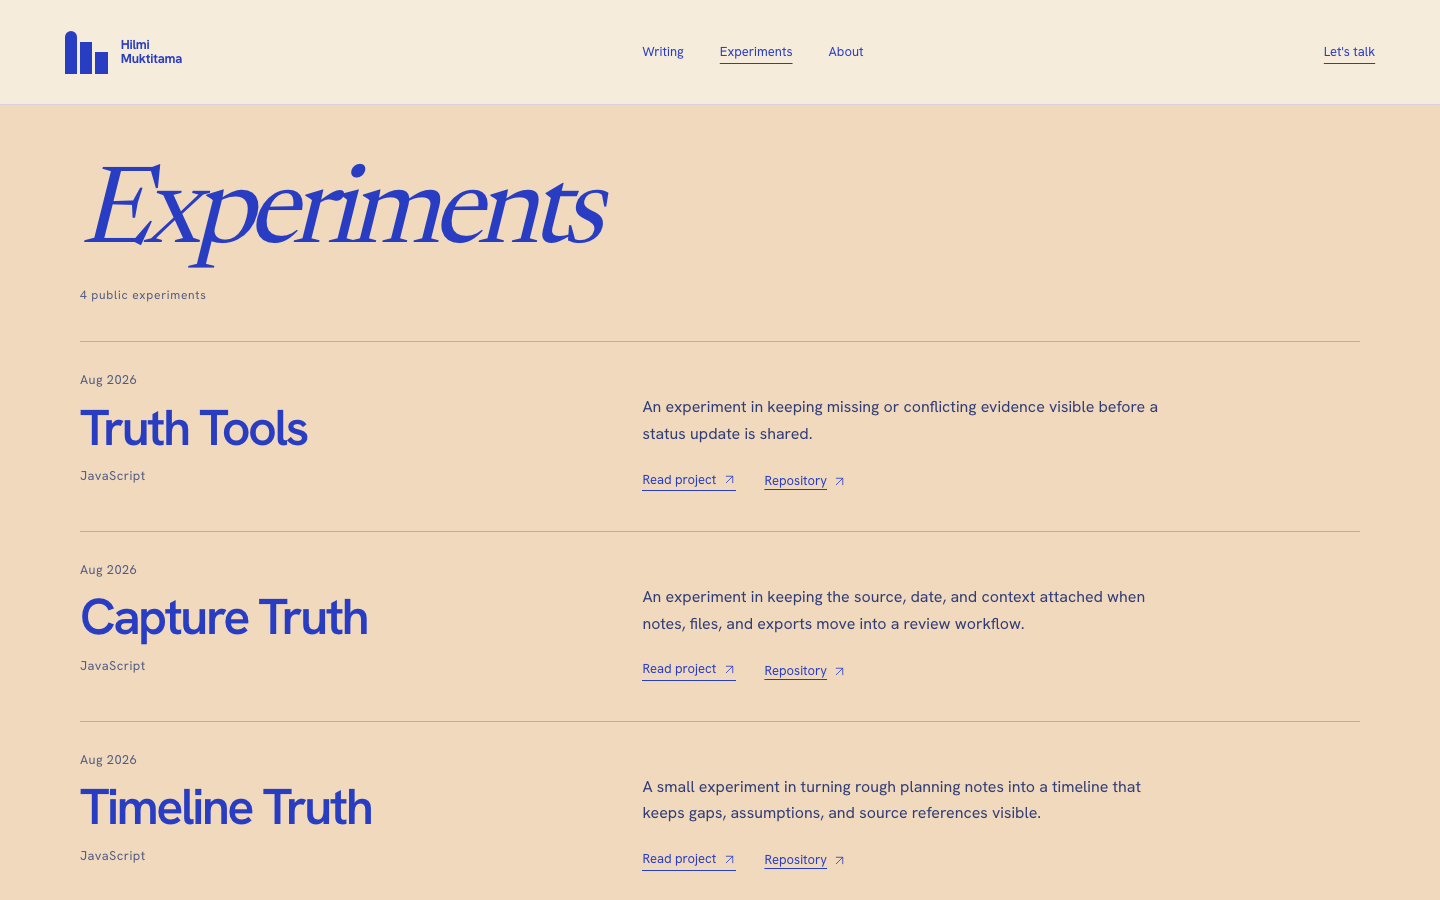 Hilmi
Muktitama
Writing
Experiments
About
Let's talk
Experiments
4 public experiments
Aug 2026
Truth Tools
JavaScript
An experiment in keeping missing or conflicting evidence visible before a
status update is shared.
Read project
Repository
Aug 2026
Capture Truth
JavaScript
An experiment in keeping the source, date, and context attached when
notes, files, and exports move into a review workflow.
Read project
Repository
Aug 2026
Timeline Truth
JavaScript
A small experiment in turning rough planning notes into a timeline that
keeps gaps, assumptions, and source references visible.
Read project
Repository